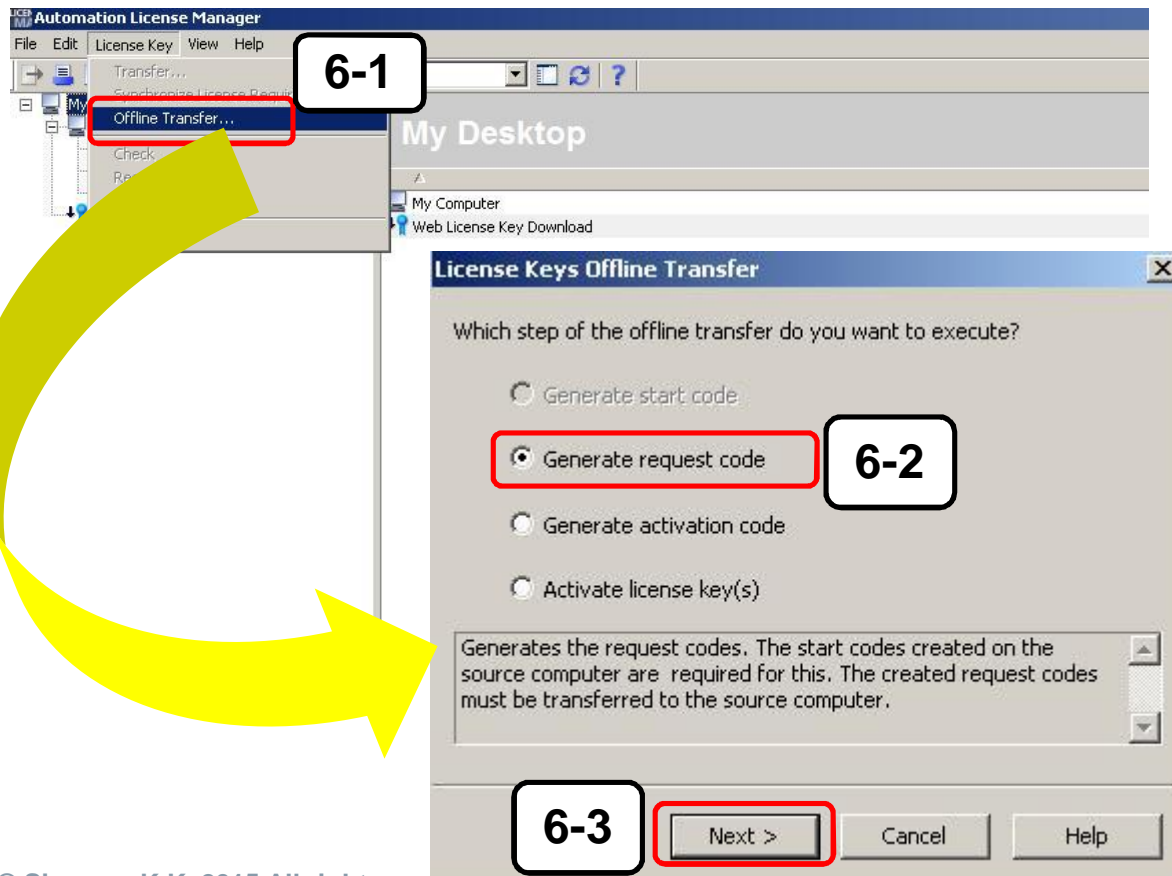 Automation License Manager
File Edit License Key View Help
6-1
Transfer...
Synchronize License Requir
Offline Transfer...
Check
My
My Desktop
My Computer
Web License Key Download
License Keys Offline Transfer
Which step of the offline transfer do you want to execute?
Generate start code
Generate request code
6-2
Generate activation code
Activate license key(s)
Generates the request codes. The start codes created on the
source computer are required for this. The created request codes
must be transferred to the source computer.
6-3
Next >
Cancel
Help